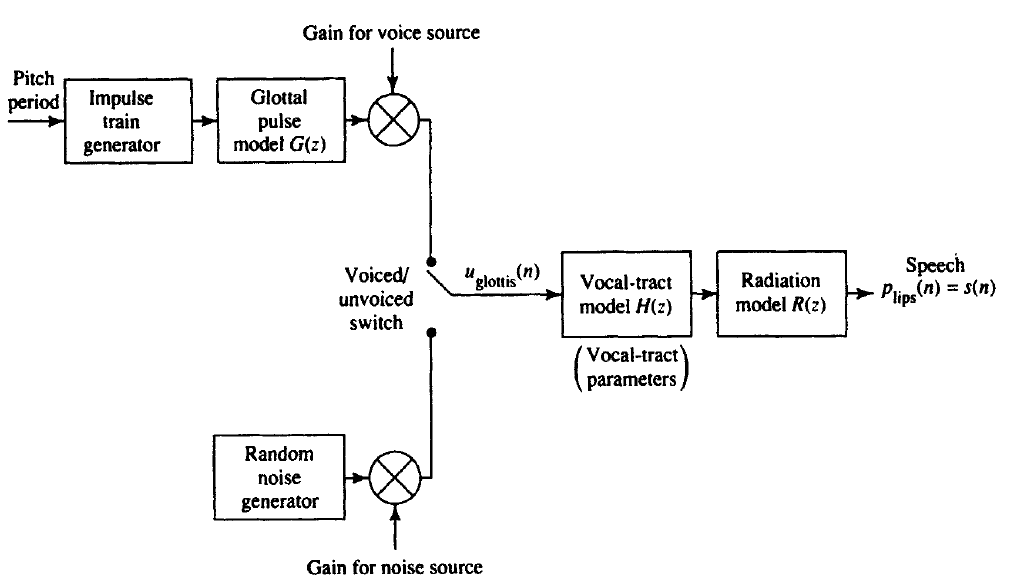 Gain for voice source
Pitch
period
Impulse
train
generator
Glottal
pulse
model G(z)
Voiced/
unvoiced
switch
u_glottis(n)
Vocal-tract
model H(z)
(Vocal-tract
parameters)
Radiation
model R(z)
Speech
p_lips(n) = s(n)
Random
noise
generator
Gain for noise source